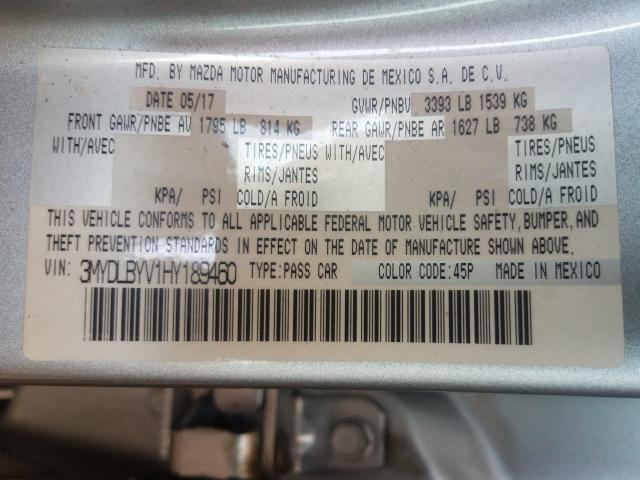 MFD. BY MAZDA MOTOR MANUFACTURING DE MEXICO S.A. DE C.V.
DATE 05/17 GVWR/PNBV 3393 LB 1539 KG
FRONT GAWR/PNBE AV 1795 LB 814 KG REAR GAWR/PNBE AR 1627 LB 738 KG
WITH/AVEC TIRES/PNEUS WITH/AVEC TIRES/PNEUS
RIMS/JANTES RIMS/JANTES
KPA/ PSI COLD/A FROID KPA/ PSI COLD/A FROID
THIS VEHICLE CONFORMS TO ALL APPLICABLE FEDERAL MOTOR VEHICLE SAFETY, BUMPER, AND
THEFT PREVENTION STANDARDS IN EFFECT ON THE DATE OF MANUFACTURE SHOWN ABOVE.
VIN: 3MYDLBYV1HY189460 TYPE: PASS CAR COLOR CODE: 45P MADE IN MEXICO